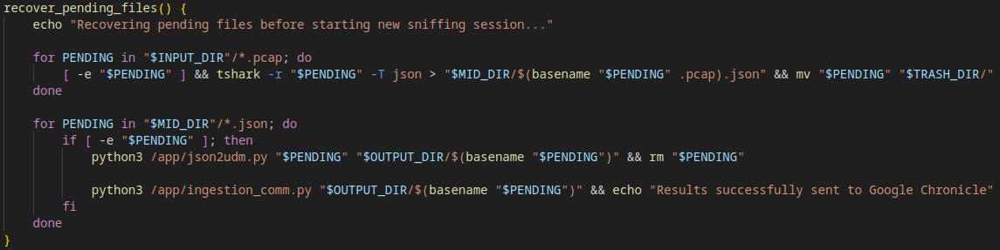 recover_pending_files() {
    echo "Recovering pending files before starting new sniffing session..."

    for PENDING in "$INPUT_DIR"/*.pcap; do
        [ -e "$PENDING" ] && tshark -r "$PENDING" -T json > "$MID_DIR/$(basename "$PENDING" .pcap).json" && mv "$PENDING" "$TRASH_DIR/"
    done

    for PENDING in "$MID_DIR"/*.json; do
        if [ -e "$PENDING" ]; then
            python3 /app/json2udm.py "$PENDING" "$OUTPUT_DIR/$(basename "$PENDING")" && rm "$PENDING"

            python3 /app/ingestion_comm.py "$OUTPUT_DIR/$(basename "$PENDING")" && echo "Results successfully sent to Google Chronicle"
        fi
    done
}